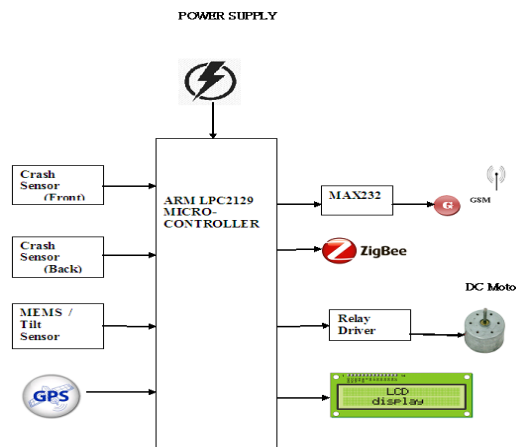 POWER SUPPLY
Crash
Sensor
(Front)
ARM LPC2129
MICRO-
CONTROLLER
MAX232
G
GSM
Crash
Sensor
(Back)
ZigBee
MEMS /
Tilt
Sensor
Relay
Driver
DC Moto
GPS
LCD
display